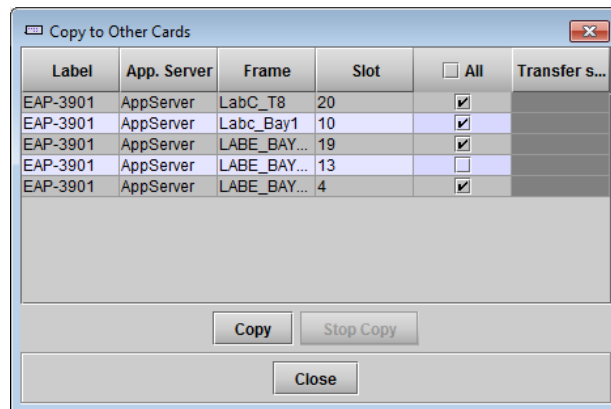 Copy to Other Cards
Label App. Server Frame Slot All Transfer s...
EAP-3901 AppServer LabC_T8 20
EAP-3901 AppServer Labc_Bay1 10
EAP-3901 AppServer LABE_BAY... 19
EAP-3901 AppServer LABE_BAY... 13
EAP-3901 AppServer LABE_BAY... 4
Copy Stop Copy
Close